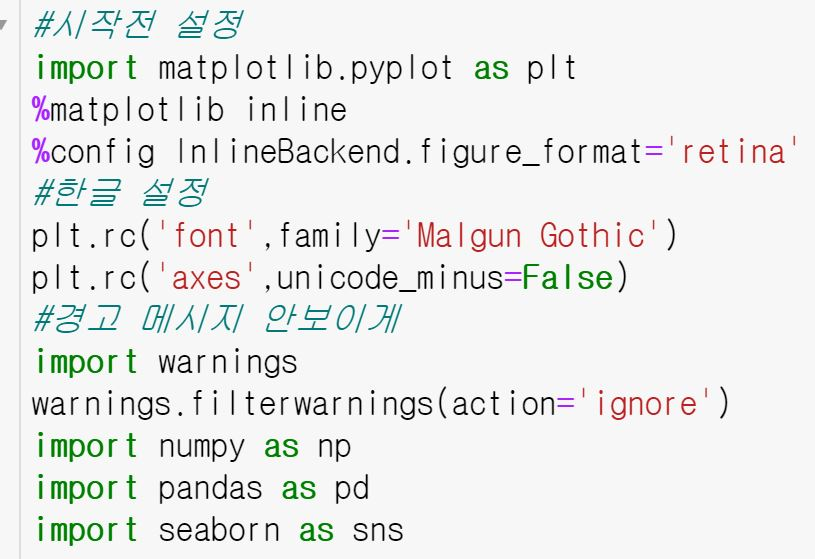 #시작전 설정
import matplotlib.pyplot as plt
%matplotlib inline
%config InlineBackend.figure_format='retina'
#한글 설정
plt.rc('font',family='Malgun Gothic')
plt.rc('axes',unicode_minus=False)
#경고 메시지 안보이게
import warnings
warnings.filterwarnings(action='ignore')
import numpy as np
import pandas as pd
import seaborn as sns